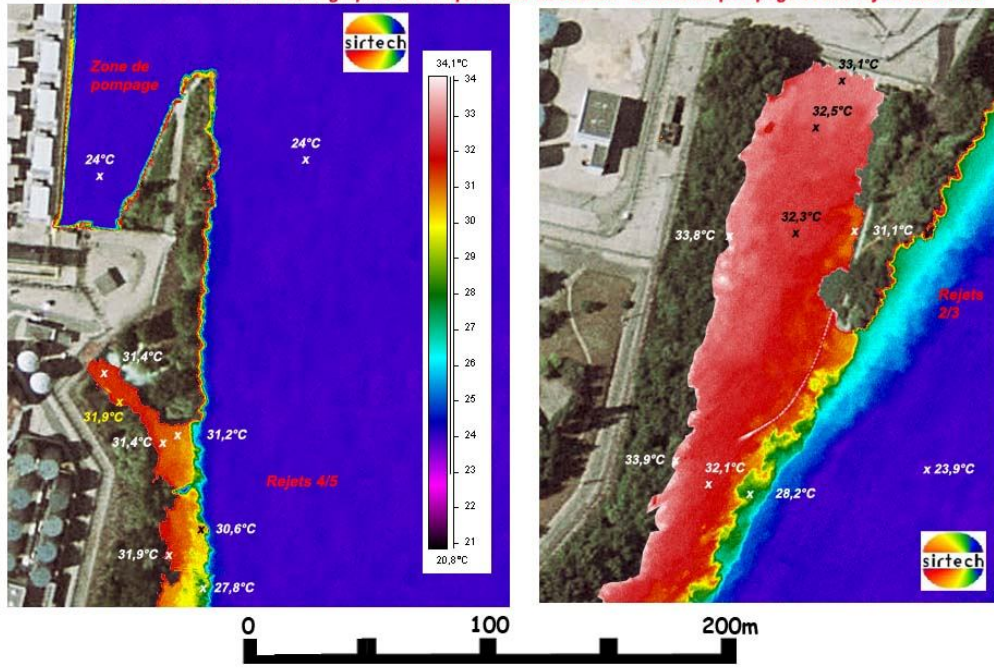 sirtech
Zone de
pompage
24°C
24°C
34,1°C
34
33
32
31
30
29
28
27
26
25
24
23
22
21
20,8°C
31,4°C
31,9°C
31,4°C
31,2°C
Rejets 4/5
30,6°C
31,9°C
27,8°C
33,1°C
32,5°C
32,3°C
33,8°C
31,1°C
Rejets
2/3
33,9°C
32,1°C
28,2°C
23,9°C
sirtech
0
100
200m